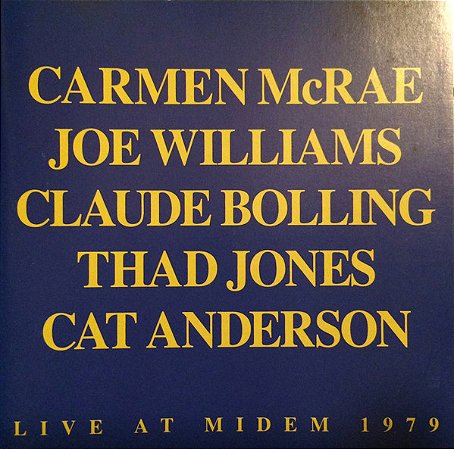 CARMEN McRAE
JOE WILLIAMS
CLAUDE BOLLING
THAD JONES
CAT ANDERSON
LIVE AT MIDEM 1979